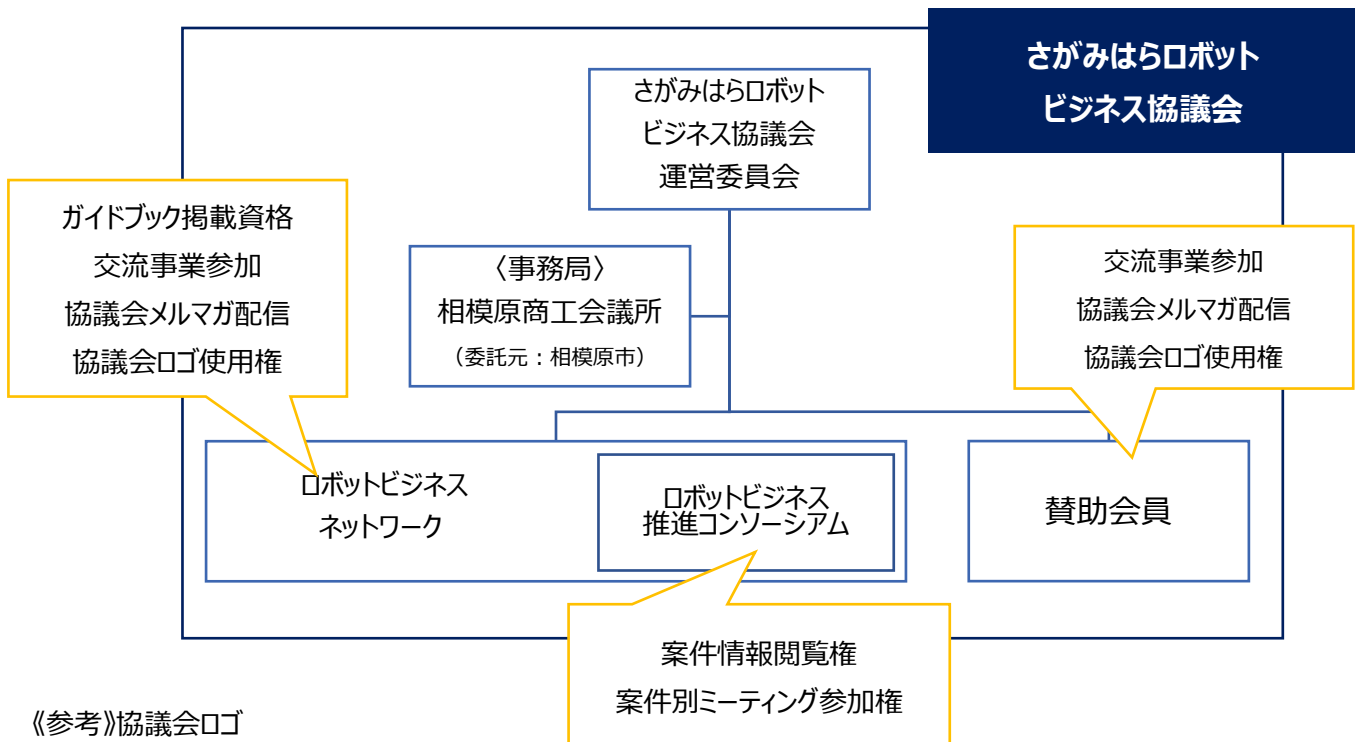 さがみはらロボット
ビジネス協議会
さがみはらロボット
ビジネス協議会
運営委員会
ガイドブック掲載資格
交流事業参加
協議会メルマガ配信
協議会ロゴ使用権
〈事務局〉
相模原商工会議所
（委託元：相模原市）
交流事業参加
協議会メルマガ配信
協議会ロゴ使用権
ロボットビジネス
ネットワーク
ロボットビジネス
推進コンソーシアム
賛助会員
案件情報閲覧権
案件別ミーティング参加権
《参考》協議会ロゴ